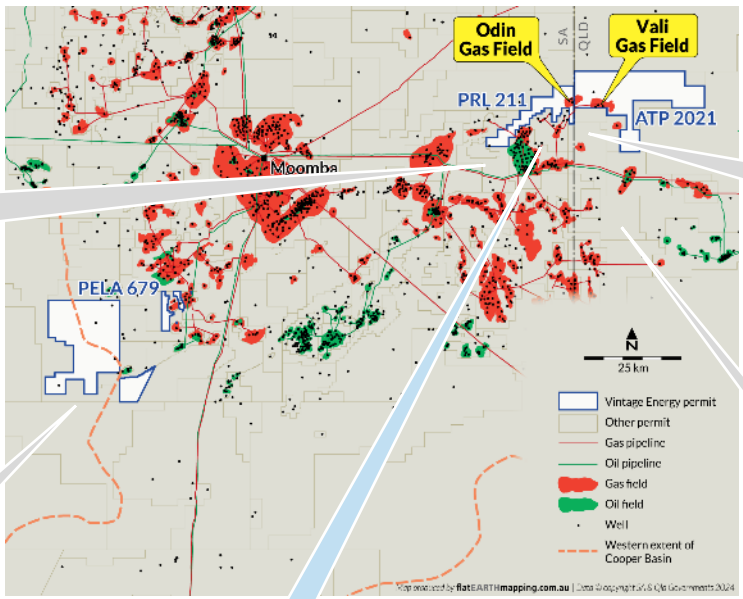 Odin
Gas Field
SA
QLD
Vali
Gas Field
PRL 211
ATP 2021
Moomba
PELA 679
N
25 km
Vintage Energy permit
Other permit
Gas pipeline
Oil pipeline
Gas field
Oil field
Well
Western extent of
Cooper Basin
Map produced by flatEARTHmapping.com.au | Data © copyright SA & Qld Governments 2024